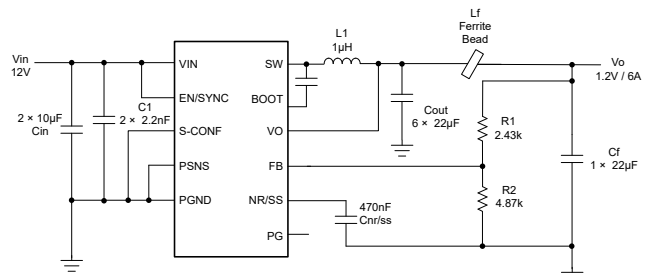 Lf
Ferrite
Bead
Vin
12V
L1
1µH
Vo
1.2V / 6A
VIN
SW
EN/SYNC
BOOT
C1
2 × 2.2nF
2 × 10µF
Cin
S-CONF
VO
Cout
6 × 22µF
R1
2.43k
PSNS
FB
Cf
1 × 22µF
PGND
NR/SS
470nF
Cnr/ss
R2
4.87k
PG